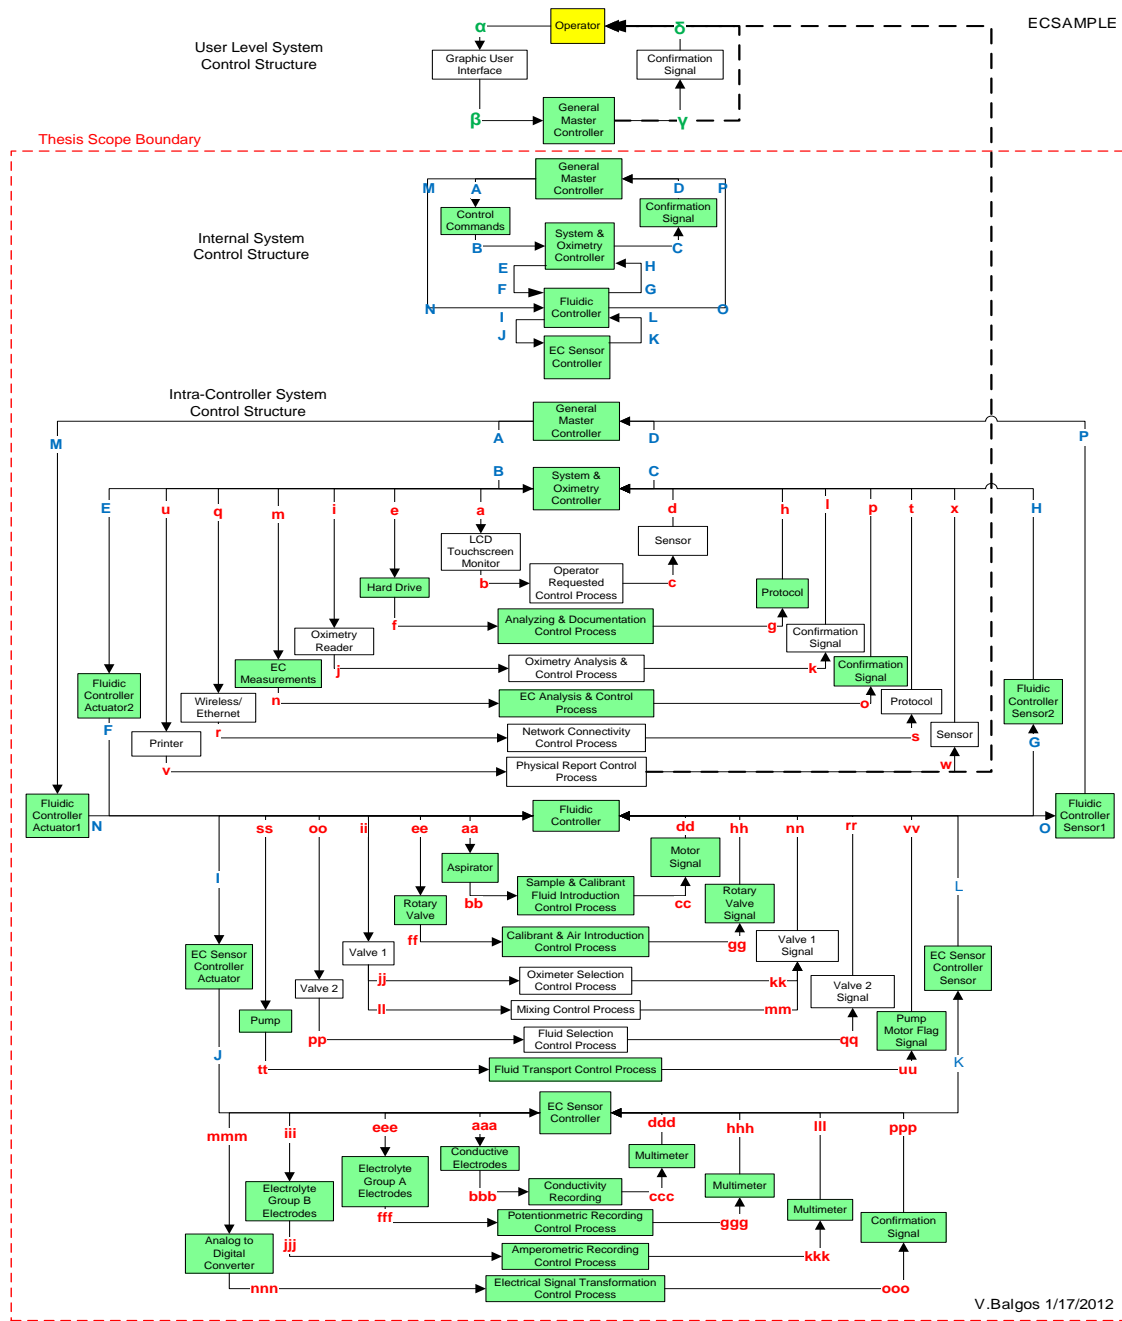 ECSAMPLE
User Level System
Control Structure
α
Operator
δ
Graphic User
Interface
Confirmation
Signal
β
General
Master
Controller
γ
Thesis Scope Boundary
Internal System
Control Structure
General
Master
Controller
M
A
D
P
Control
Commands
Confirmation
Signal
B
System &
Oximetry
Controller
C
E
H
F
G
N
Fluidic
Controller
O
I
L
J
K
EC Sensor
Controller
Intra-Controller System
Control Structure
General
Master
Controller
M
A
D
P
B
System &
Oximetry
Controller
C
E
u
q
m
i
e
a
d
h
l
p
t
x
H
LCD
Touchscreen
Monitor
Sensor
b
Operator
Requested
Control Process
c
Hard Drive
Protocol
f
Analyzing & Documentation
Control Process
g
Oximetry
Reader
Confirmation
Signal
j
Oximetry Analysis &
Control Process
k
EC
Measurements
Confirmation
Signal
n
EC Analysis & Control
Process
o
Fluidic
Controller
Actuator2
Wireless/
Ethernet
Protocol
Fluidic
Controller
Sensor2
F
r
Network Connectivity
Control Process
s
G
Printer
Sensor
v
Physical Report Control
Process
w
Fluidic
Controller
Actuator1
N
Fluidic
Controller
O
Fluidic
Controller
Sensor1
ss
oo
ii
ee
aa
dd
hh
nn
rr
vv
Aspirator
Motor
Signal
I
L
bb
Sample & Calibrant
Fluid Introduction
Control Process
cc
Rotary
Valve
Rotary
Valve
Signal
ff
Calibrant & Air Introduction
Control Process
gg
Valve 1
Valve 1
Signal
EC Sensor
Controller
Actuator
jj
Oximeter Selection
Control Process
kk
EC Sensor
Controller
Sensor
Valve 2
Valve 2
Signal
ll
Mixing Control Process
mm
Pump
Pump
Motor Flag
Signal
pp
Fluid Selection
Control Process
qq
J
tt
Fluid Transport Control Process
uu
K
EC Sensor
Controller
mmm
iii
eee
aaa
ddd
hhh
lll
ppp
Conductive
Electrodes
Multimeter
Electrolyte
Group A
Electrodes
bbb
Conductivity
Recording
ccc
Multimeter
Electrolyte
Group B
Electrodes
fff
Potentionmetric Recording
Control Process
ggg
Multimeter
Confirmation
Signal
Analog to
Digital
Converter
jjj
Amperometric Recording
Control Process
kkk
nnn
Electrical Signal Transformation
Control Process
ooo
V.Balgos 1/17/2012